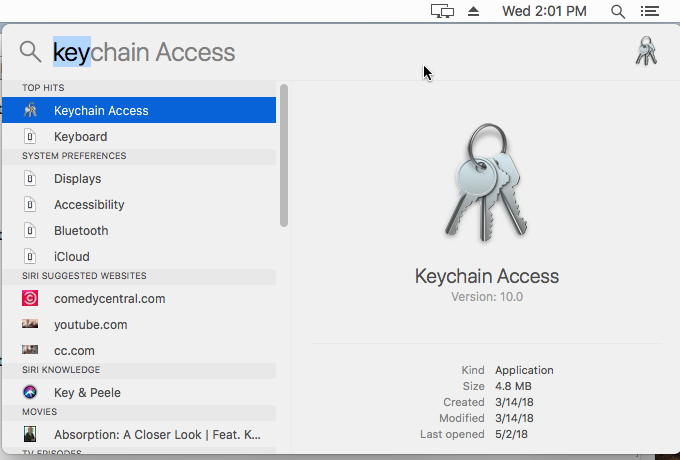 Wed 2:01 PM
keychain Access
TOP HITS
Keychain Access
Keyboard
SYSTEM PREFERENCES
Displays
Accessibility
Bluetooth
iCloud
SIRI SUGGESTED WEBSITES
comedycentral.com
youtube.com
cc.com
SIRI KNOWLEDGE
Key & Peele
MOVIES
Absorption: A Closer Look | Feat. K...
TV EPISODES
Keychain Access
Version: 10.0
Kind Application
Size 4.8 MB
Created 3/14/18
Modified 3/14/18
Last opened 5/2/18